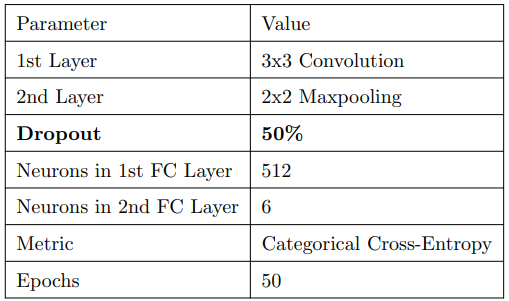 Parameter Value
1st Layer 3x3 Convolution
2nd Layer 2x2 Maxpooling
Dropout 50%
Neurons in 1st FC Layer 512
Neurons in 2nd FC Layer 6
Metric Categorical Cross-Entropy
Epochs 50